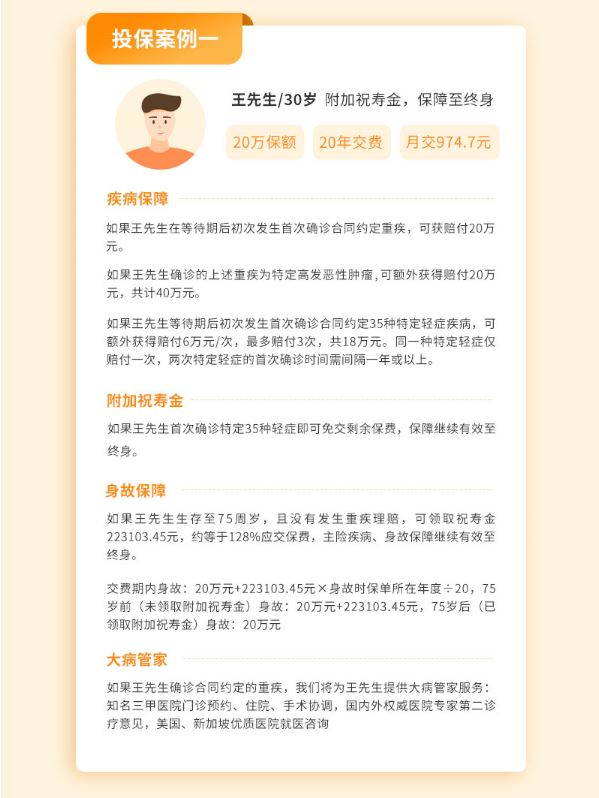 投保案例一
王先生/30岁 附加祝寿金，保障至终身
20万保额 20年交费 月交974.7元
疾病保障
如果王先生在等待期后初次发生首次确诊合同约定重疾，可获赔付20万
元。
如果王先生确诊的上述重疾为特定高发恶性肿瘤,可额外获得赔付20万
元，共计40万元。
如果王先生等待期后初次发生首次确诊合同约定35种特定轻症疾病，可
额外获得赔付6万元/次，最多赔付3次，共18万元。同一种特定轻症仅
赔付一次，两次特定轻症的首次确诊时间需间隔一年或以上。
附加祝寿金
如果王先生首次确诊特定35种轻症即可免交剩余保费，保障继续有效至
终身。
身故保障
如果王先生生存至75周岁，且没有发生重疾理赔，可领取祝寿金
223103.45元，约等于128%应交保费，主险疾病、身故保障继续有效至
终身。
交费期内身故：20万元+223103.45元×身故时保单所在年度÷20，75
岁前（未领取附加祝寿金）身故：20万元+223103.45元，75岁后（已
领取附加祝寿金）身故：20万元
大病管家
如果王先生确诊合同约定的重疾，我们将为王先生提供大病管家服务：
知名三甲医院门诊预约、住院、手术协调，国内外权威医院专家第二诊
疗意见，美国、新加坡优质医院就医咨询